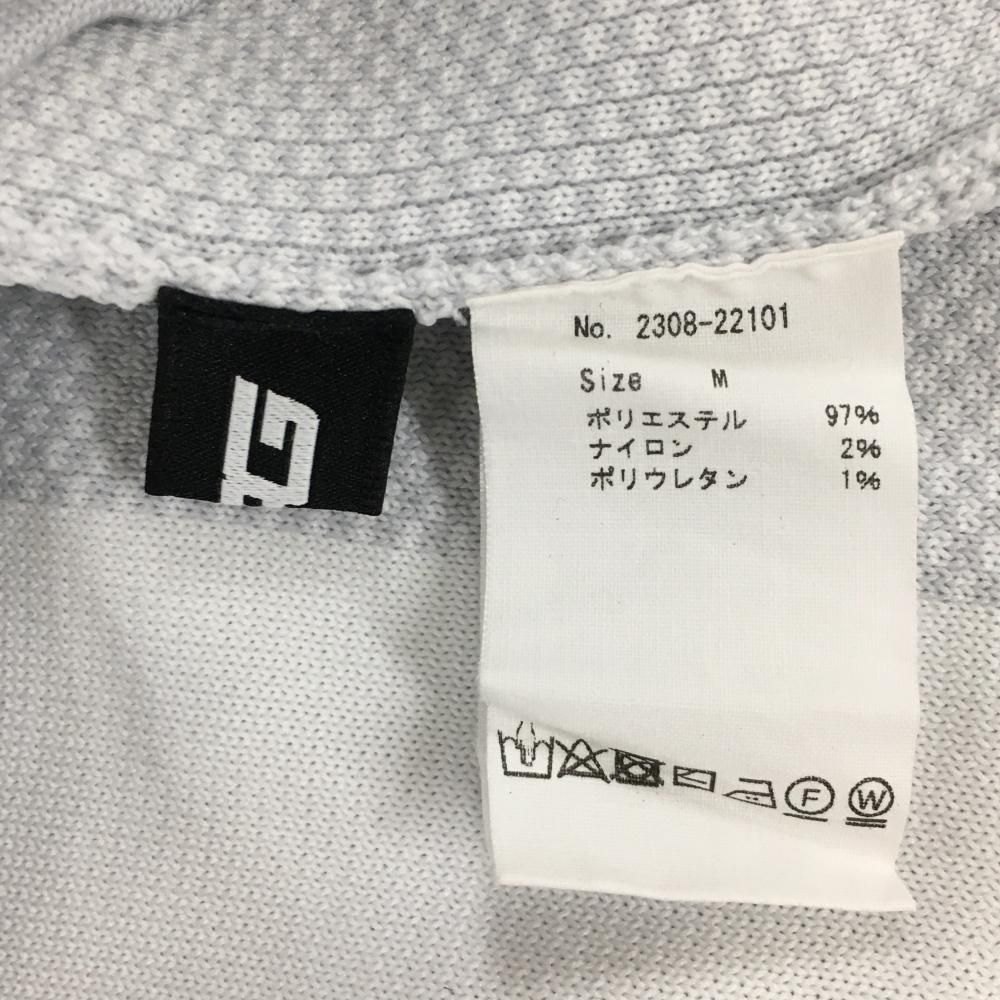 No. 2308-22101
Size M
ポリエステル 97%
ナイロン 2%
ポリウレタン 1%
F W